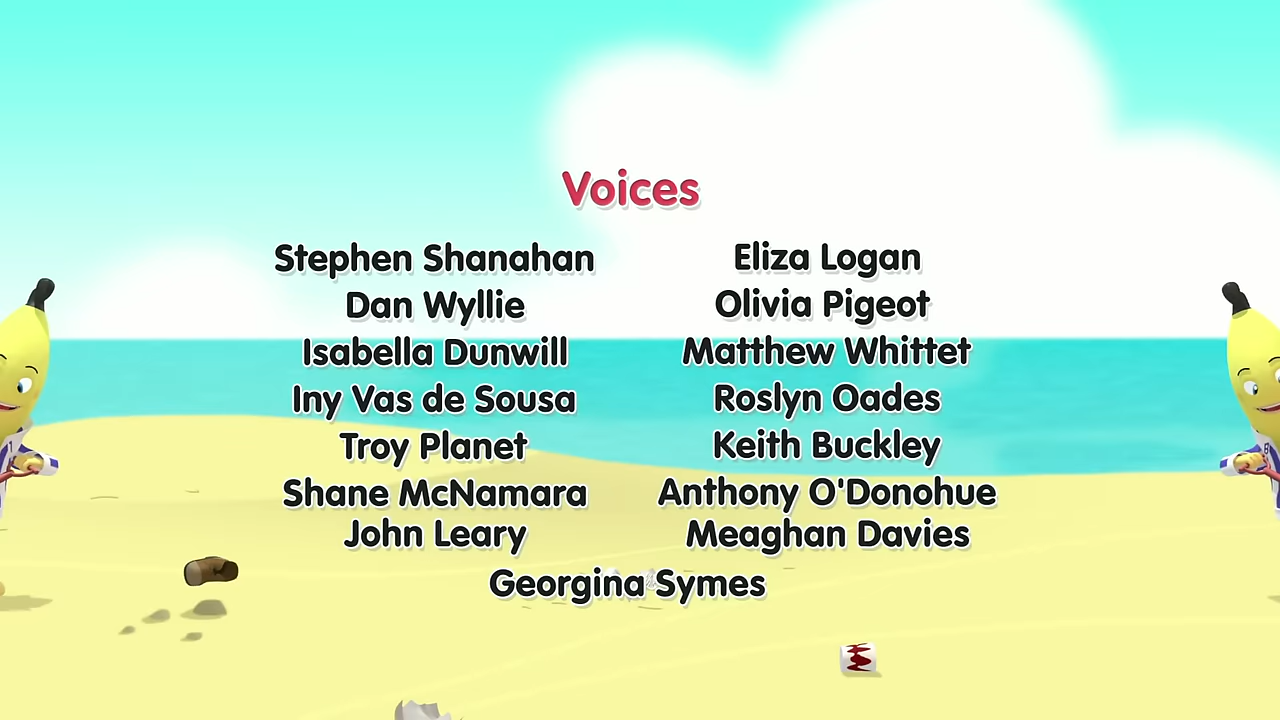 Voices
Stephen Shanahan Eliza Logan
Dan Wyllie Olivia Pigeot
Isabella Dunwill Matthew Whittet
Iny Vas de Sousa Roslyn Oades
Troy Planet Keith Buckley
Shane McNamara Anthony O'Donohue
John Leary Meaghan Davies
Georgina Symes